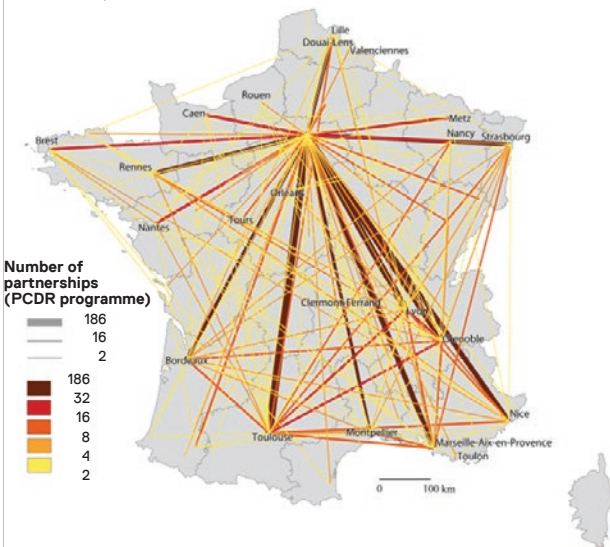 Lille
Douai-Lens
Valenciennes
Rouen
Caen
Metz
Brest
Nancy
Strasbourg
Rennes
Orléans
Tours
Nantes
Number of
partnerships
(PCDR programme)
186
16
2
186
32
16
8
4
2
Clermont-Ferrand
Lyon
Grenoble
Bordeaux
Nice
Toulouse
Montpellier
Marseille-Aix-en-Provence
Toulon
0 100 km